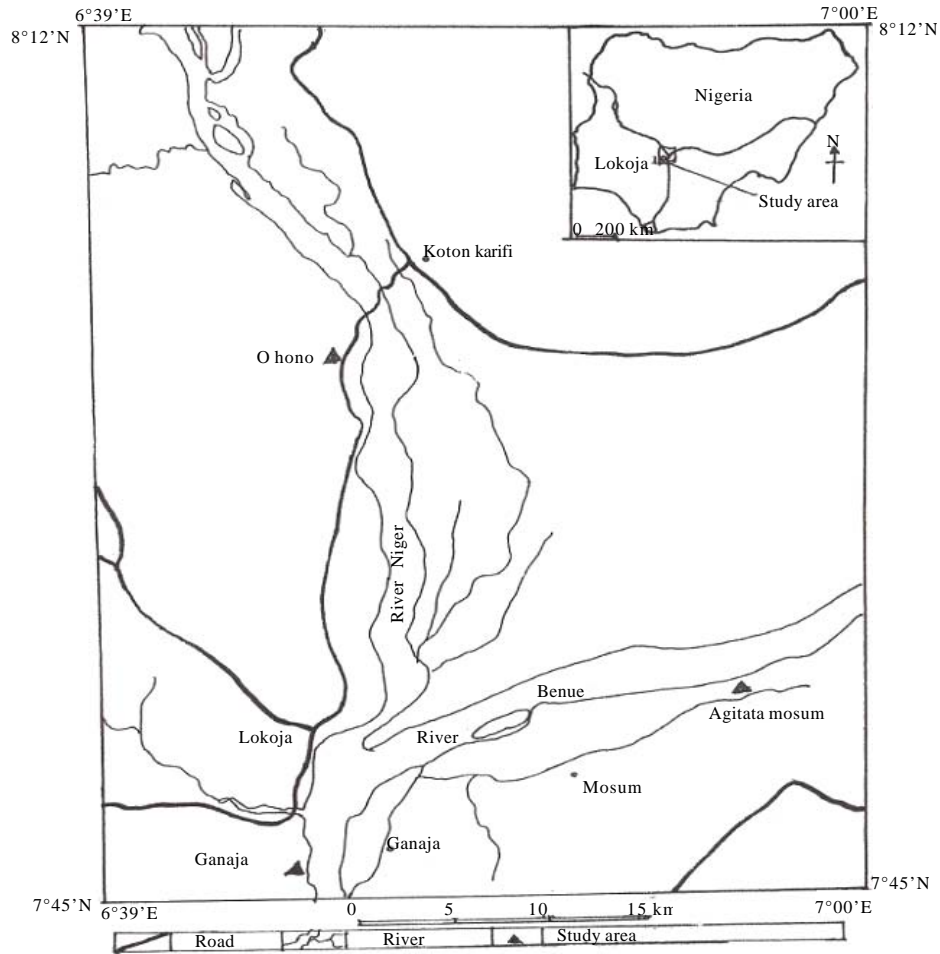 6°39’E
7°00’E
8°12’N
8°12’N
Nigeria
N
Lokoja
Study area
0 200 km
Koton karifi
O hono
River Niger
Benue
Agitata mosum
Lokoja
River
Mosum
Ganaja
Ganaja
7°45’N
7°45’N
6°39’E
0 5 10 15 km
7°00’E
Road River Study area